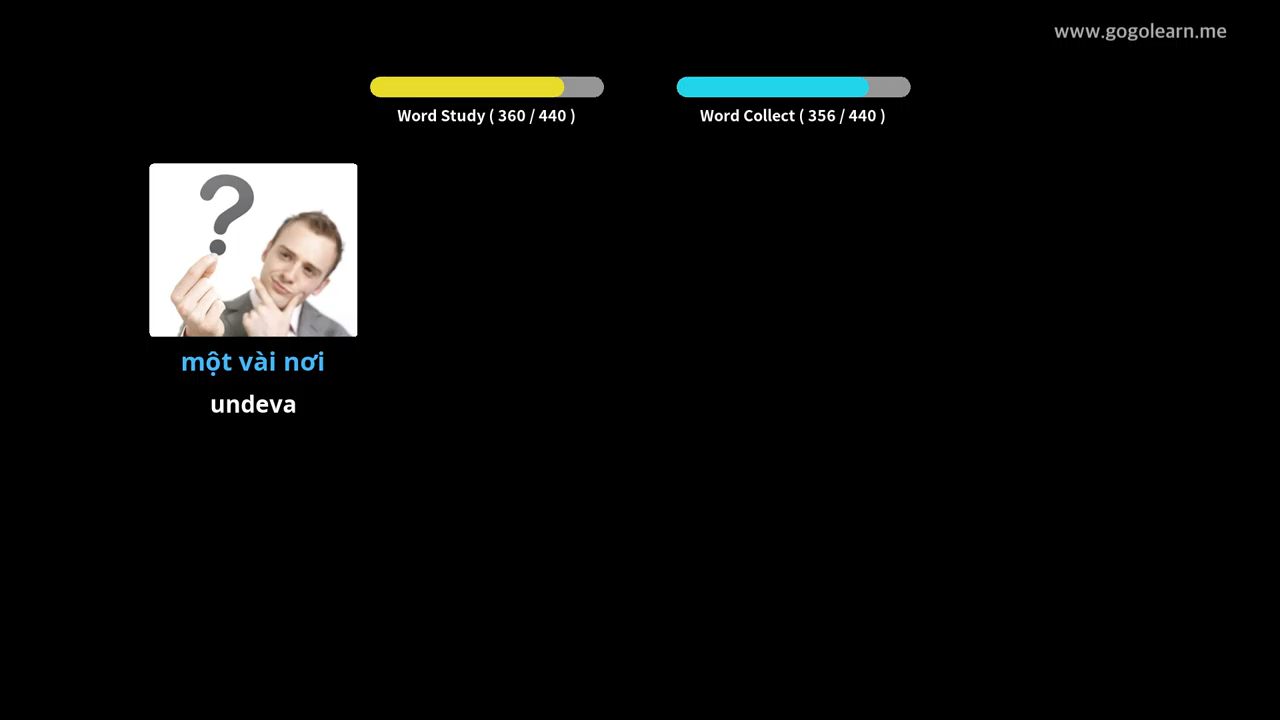 www.gogolearn.me
Word Study ( 360 / 440 )
Word Collect ( 356 / 440 )
?
một vài nơi
undeva